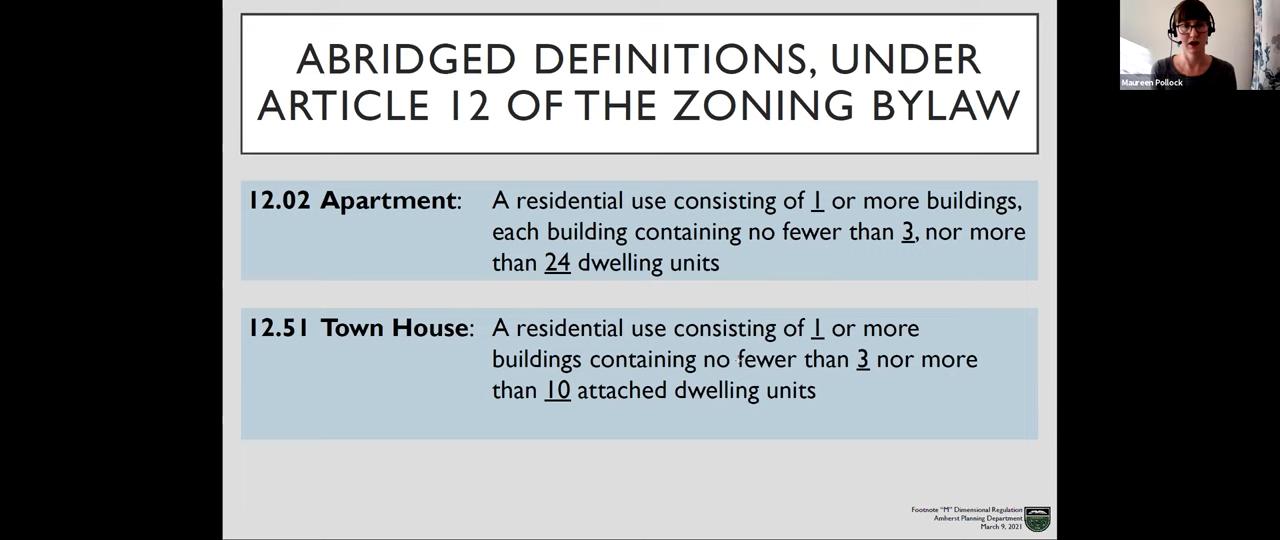 ABRIDGED DEFINITIONS, UNDER
ARTICLE 12 OF THE ZONING BYLAW
12.02 Apartment: A residential use consisting of 1 or more buildings,
each building containing no fewer than 3, nor more
than 24 dwelling units
12.51 Town House: A residential use consisting of 1 or more
buildings containing no fewer than 3 nor more
than 10 attached dwelling units
Footnote "M" Dimensional Regulation
Amherst Planning Department
March 9, 2021
Maureen Pollock